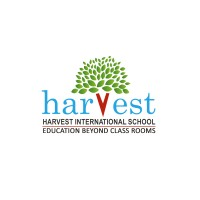 harvest
HARVEST INTERNATIONAL SCHOOL
EDUCATION BEYOND CLASS ROOMS